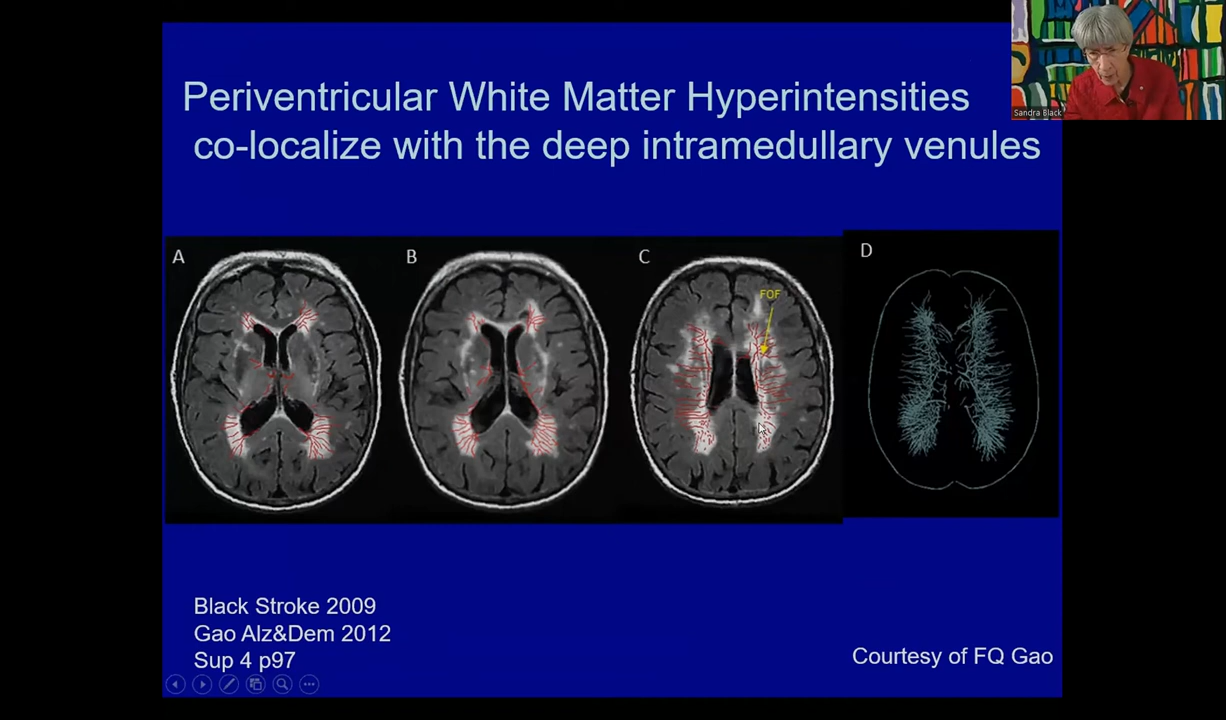 Periventricular White Matter Hyperintensities
co-localize with the deep intramedullary venules
Sandra Black
A
B
C
D
FOF
Black Stroke 2009
Gao Alz&Dem 2012
Sup 4 p97
Courtesy of FQ Gao